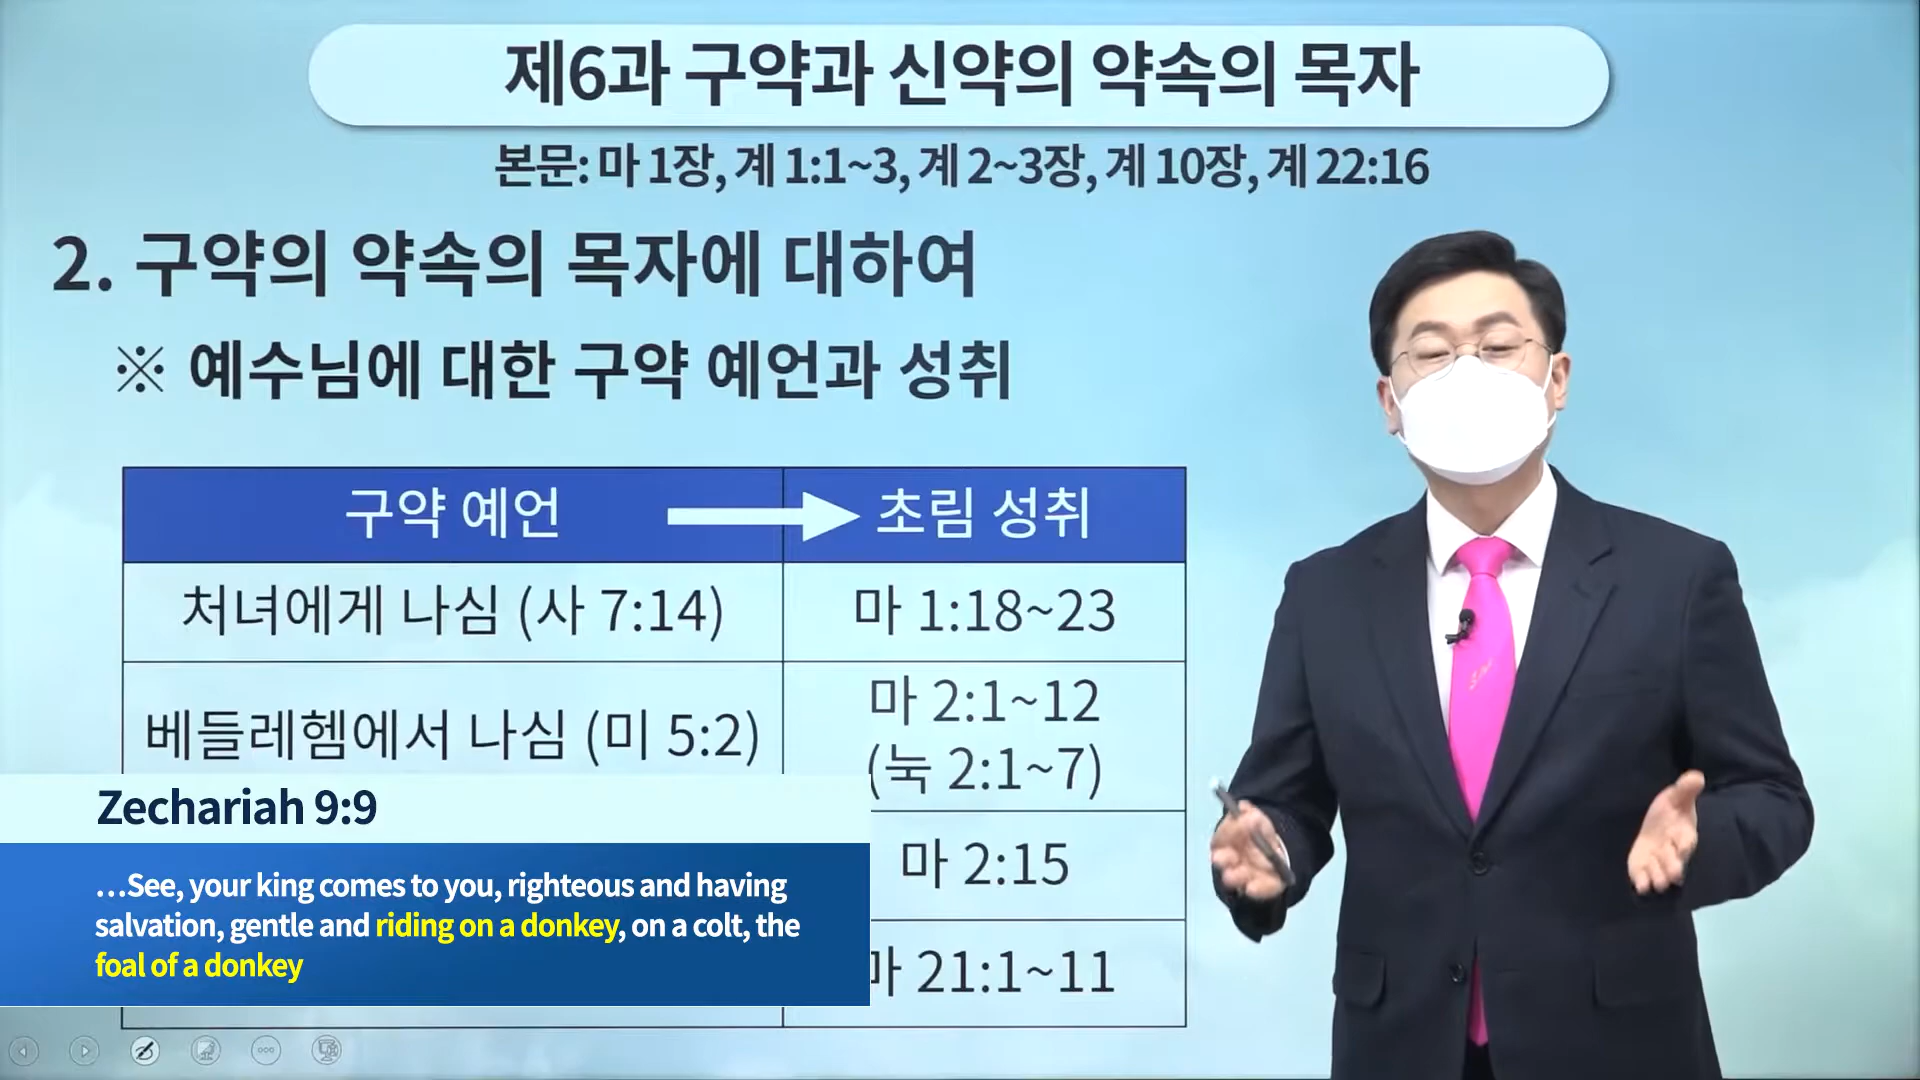 제6과 구약과 신약의 약속의 목자
본문: 마 1장, 계 1:1~3, 계 2~3장, 계 10장, 계 22:16
2. 구약의 약속의 목자에 대하여
※ 예수님에 대한 구약 예언과 성취
구약 예언 → 초림 성취
처녀에게 나심 (사 7:14)
마 1:18~23
베들레헴에서 나심 (미 5:2)
마 2:1~12
(눅 2:1~7)
마 2:15
마 21:1~11
Zechariah 9:9
...See, your king comes to you, righteous and having
salvation, gentle and riding on a donkey, on a colt, the
foal of a donkey